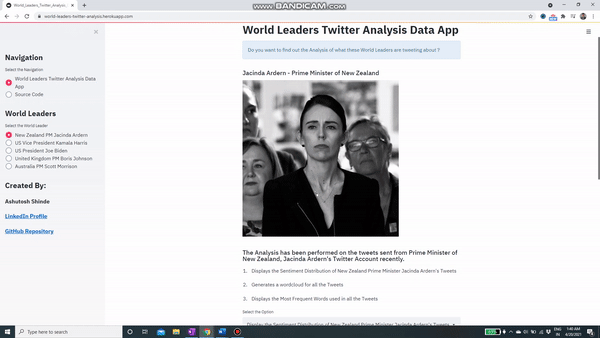 www.BANDICAM.com
World_Leaders_Twitter_Analysis
world-leaders-twitter-analysis.herokuapp.com
World Leaders Twitter Analysis Data App
Do you want to find out the Analysis of what these World Leaders are tweeting about ?
Navigation
Select the Navigation
World Leaders Twitter Analysis Data
App
Source Code
World Leaders
Select the World Leader
New Zealand PM Jacinda Ardern
US Vice President Kamala Harris
US President Joe Biden
United Kingdom PM Boris Johnson
Australia PM Scott Morrison
Created By:
Ashutosh Shinde
LinkedIn Profile
GitHub Repository
Jacinda Ardern - Prime Minister of New Zealand
The Analysis has been performed on the tweets sent from Prime Minister of
New Zealand, Jacinda Ardern's Twitter Account recently.
1. Displays the Sentiment Distribution of New Zealand Prime Minister Jacinda Ardern's Tweets
2. Generates a wordcloud for all the Tweets
3. Displays the Most Frequent Words used in all the Tweets
Select the Option
Display the Sentiment Distribution of New Zealand Prime Minister Jacinda Ardern's Tweets
Type here to search
ENG
IN
1:40 AM
4/20/2021